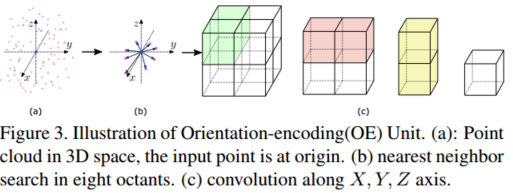 z
y
x
z
y
x
(a)
(b)
(c)
Figure 3. Illustration of Orientation-encoding(OE) Unit. (a): Point
cloud in 3D space, the input point is at origin. (b) nearest neighbor
search in eight octants. (c) convolution along X, Y, Z axis.